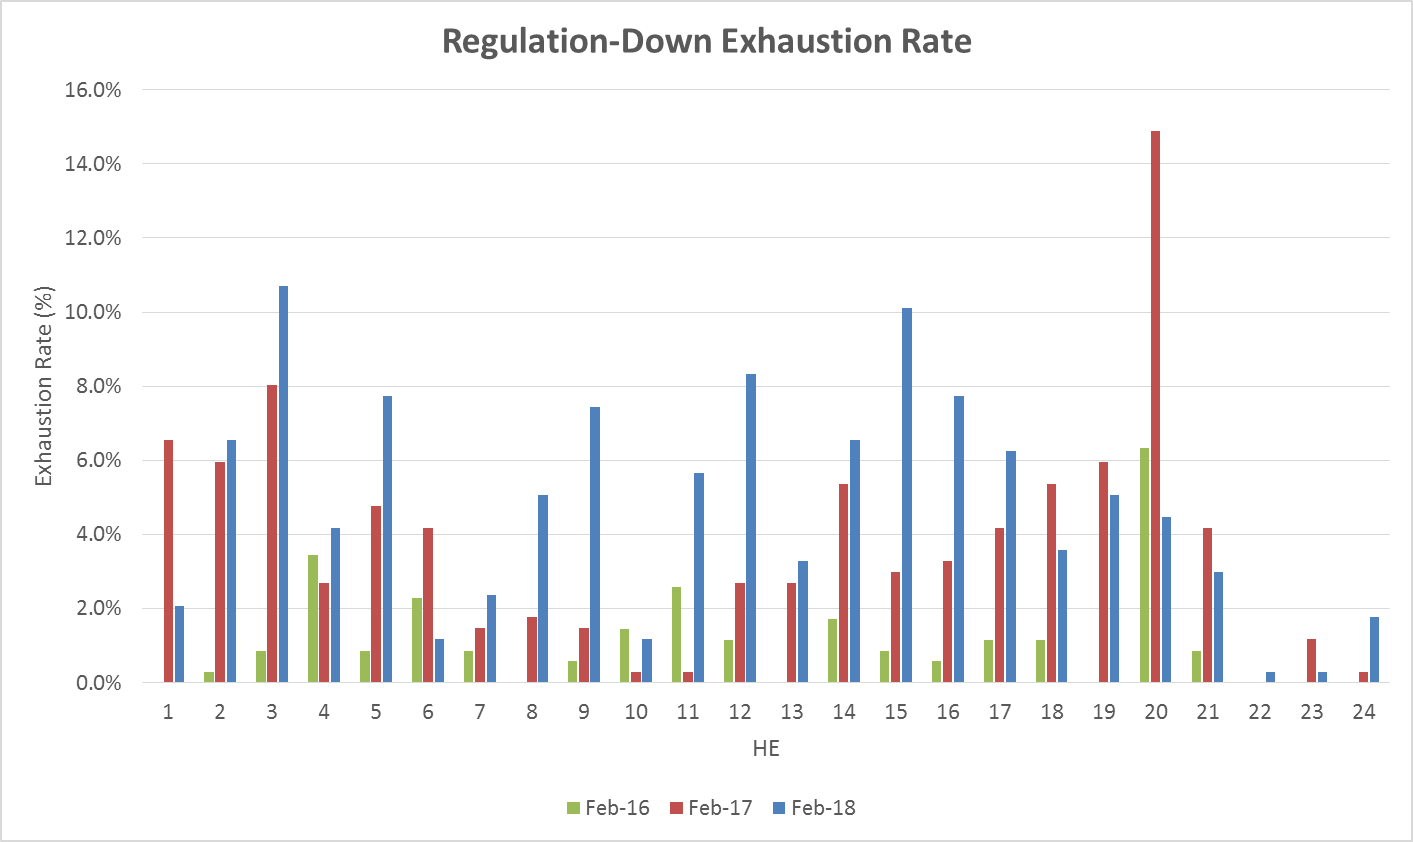 Regulation-Down Exhaustion Rate
16.0%
14.0%
12.0%
10.0%
8.0%
6.0%
4.0%
2.0%
0.0%
Exhaustion Rate (%)
1 2 3 4 5 6 7 8 9 10 11 12 13 14 15 16 17 18 19 20 21 22 23 24
HE
Feb-16 Feb-17 Feb-18